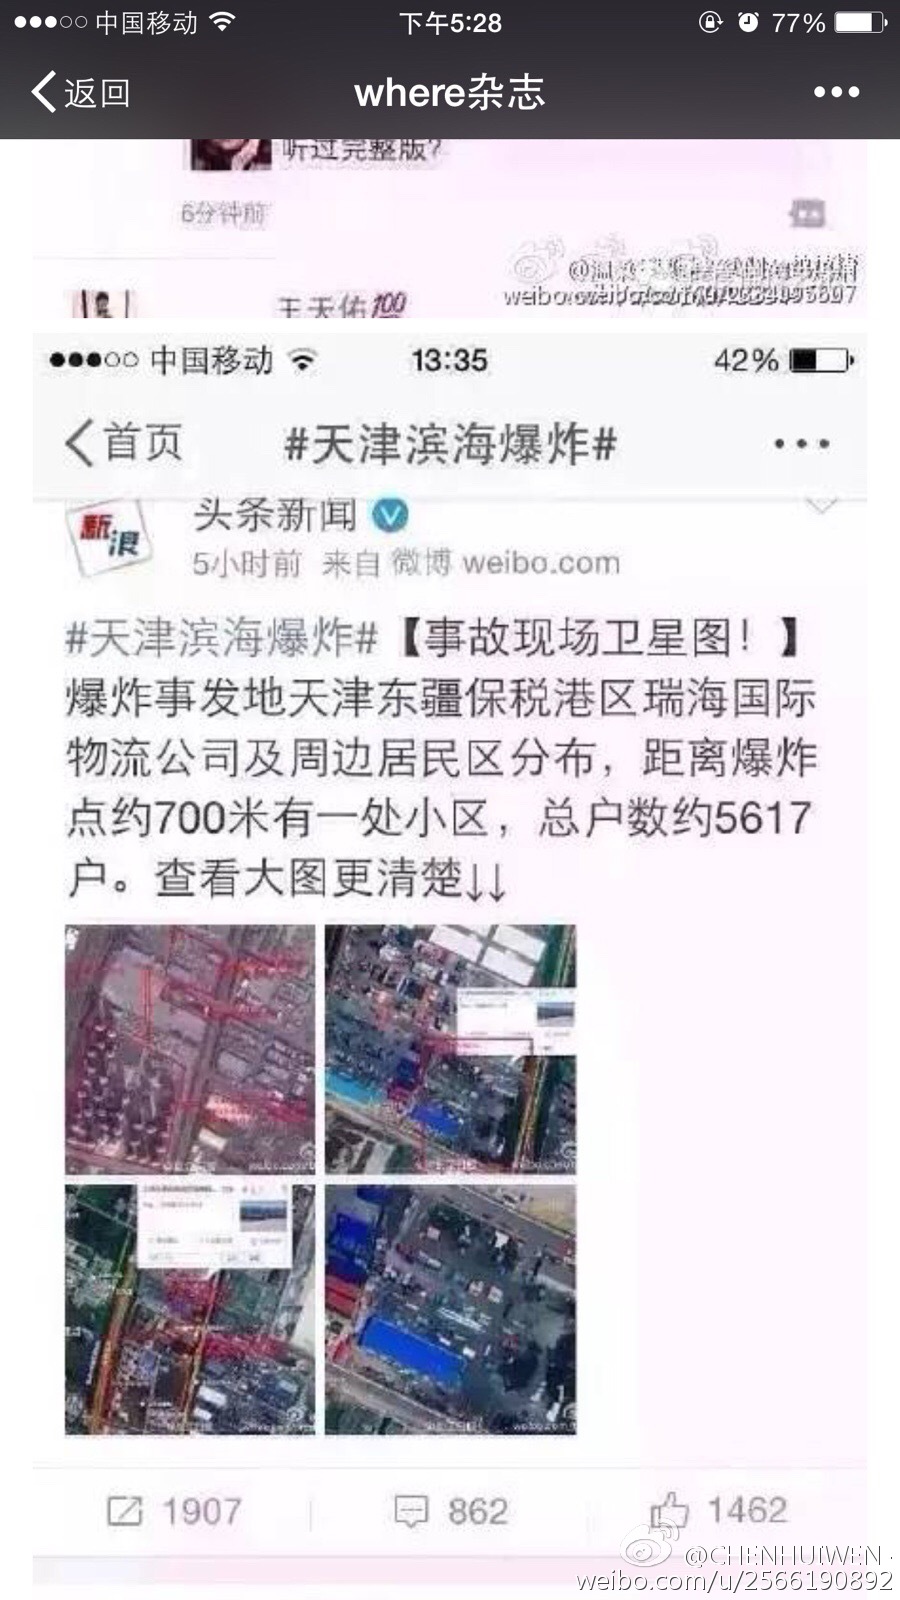 中国移动 下午5:28 77%
返回 where杂志
听过完整版?
6分钟前
王天佑100
中国移动 13:35 42%
首页 #天津滨海爆炸#
新浪 头条新闻
5小时前 来自 微博 weibo.com
#天津滨海爆炸#【事故现场卫星图！】
爆炸事发地天津东疆保税港区瑞海国际
物流公司及周边居民区分布，距离爆炸
点约700米有一处小区，总户数约5617
户。查看大图更清楚↓↓
1907 862 1462
@CHENHUIWEN
weibo.com/u/2566190892